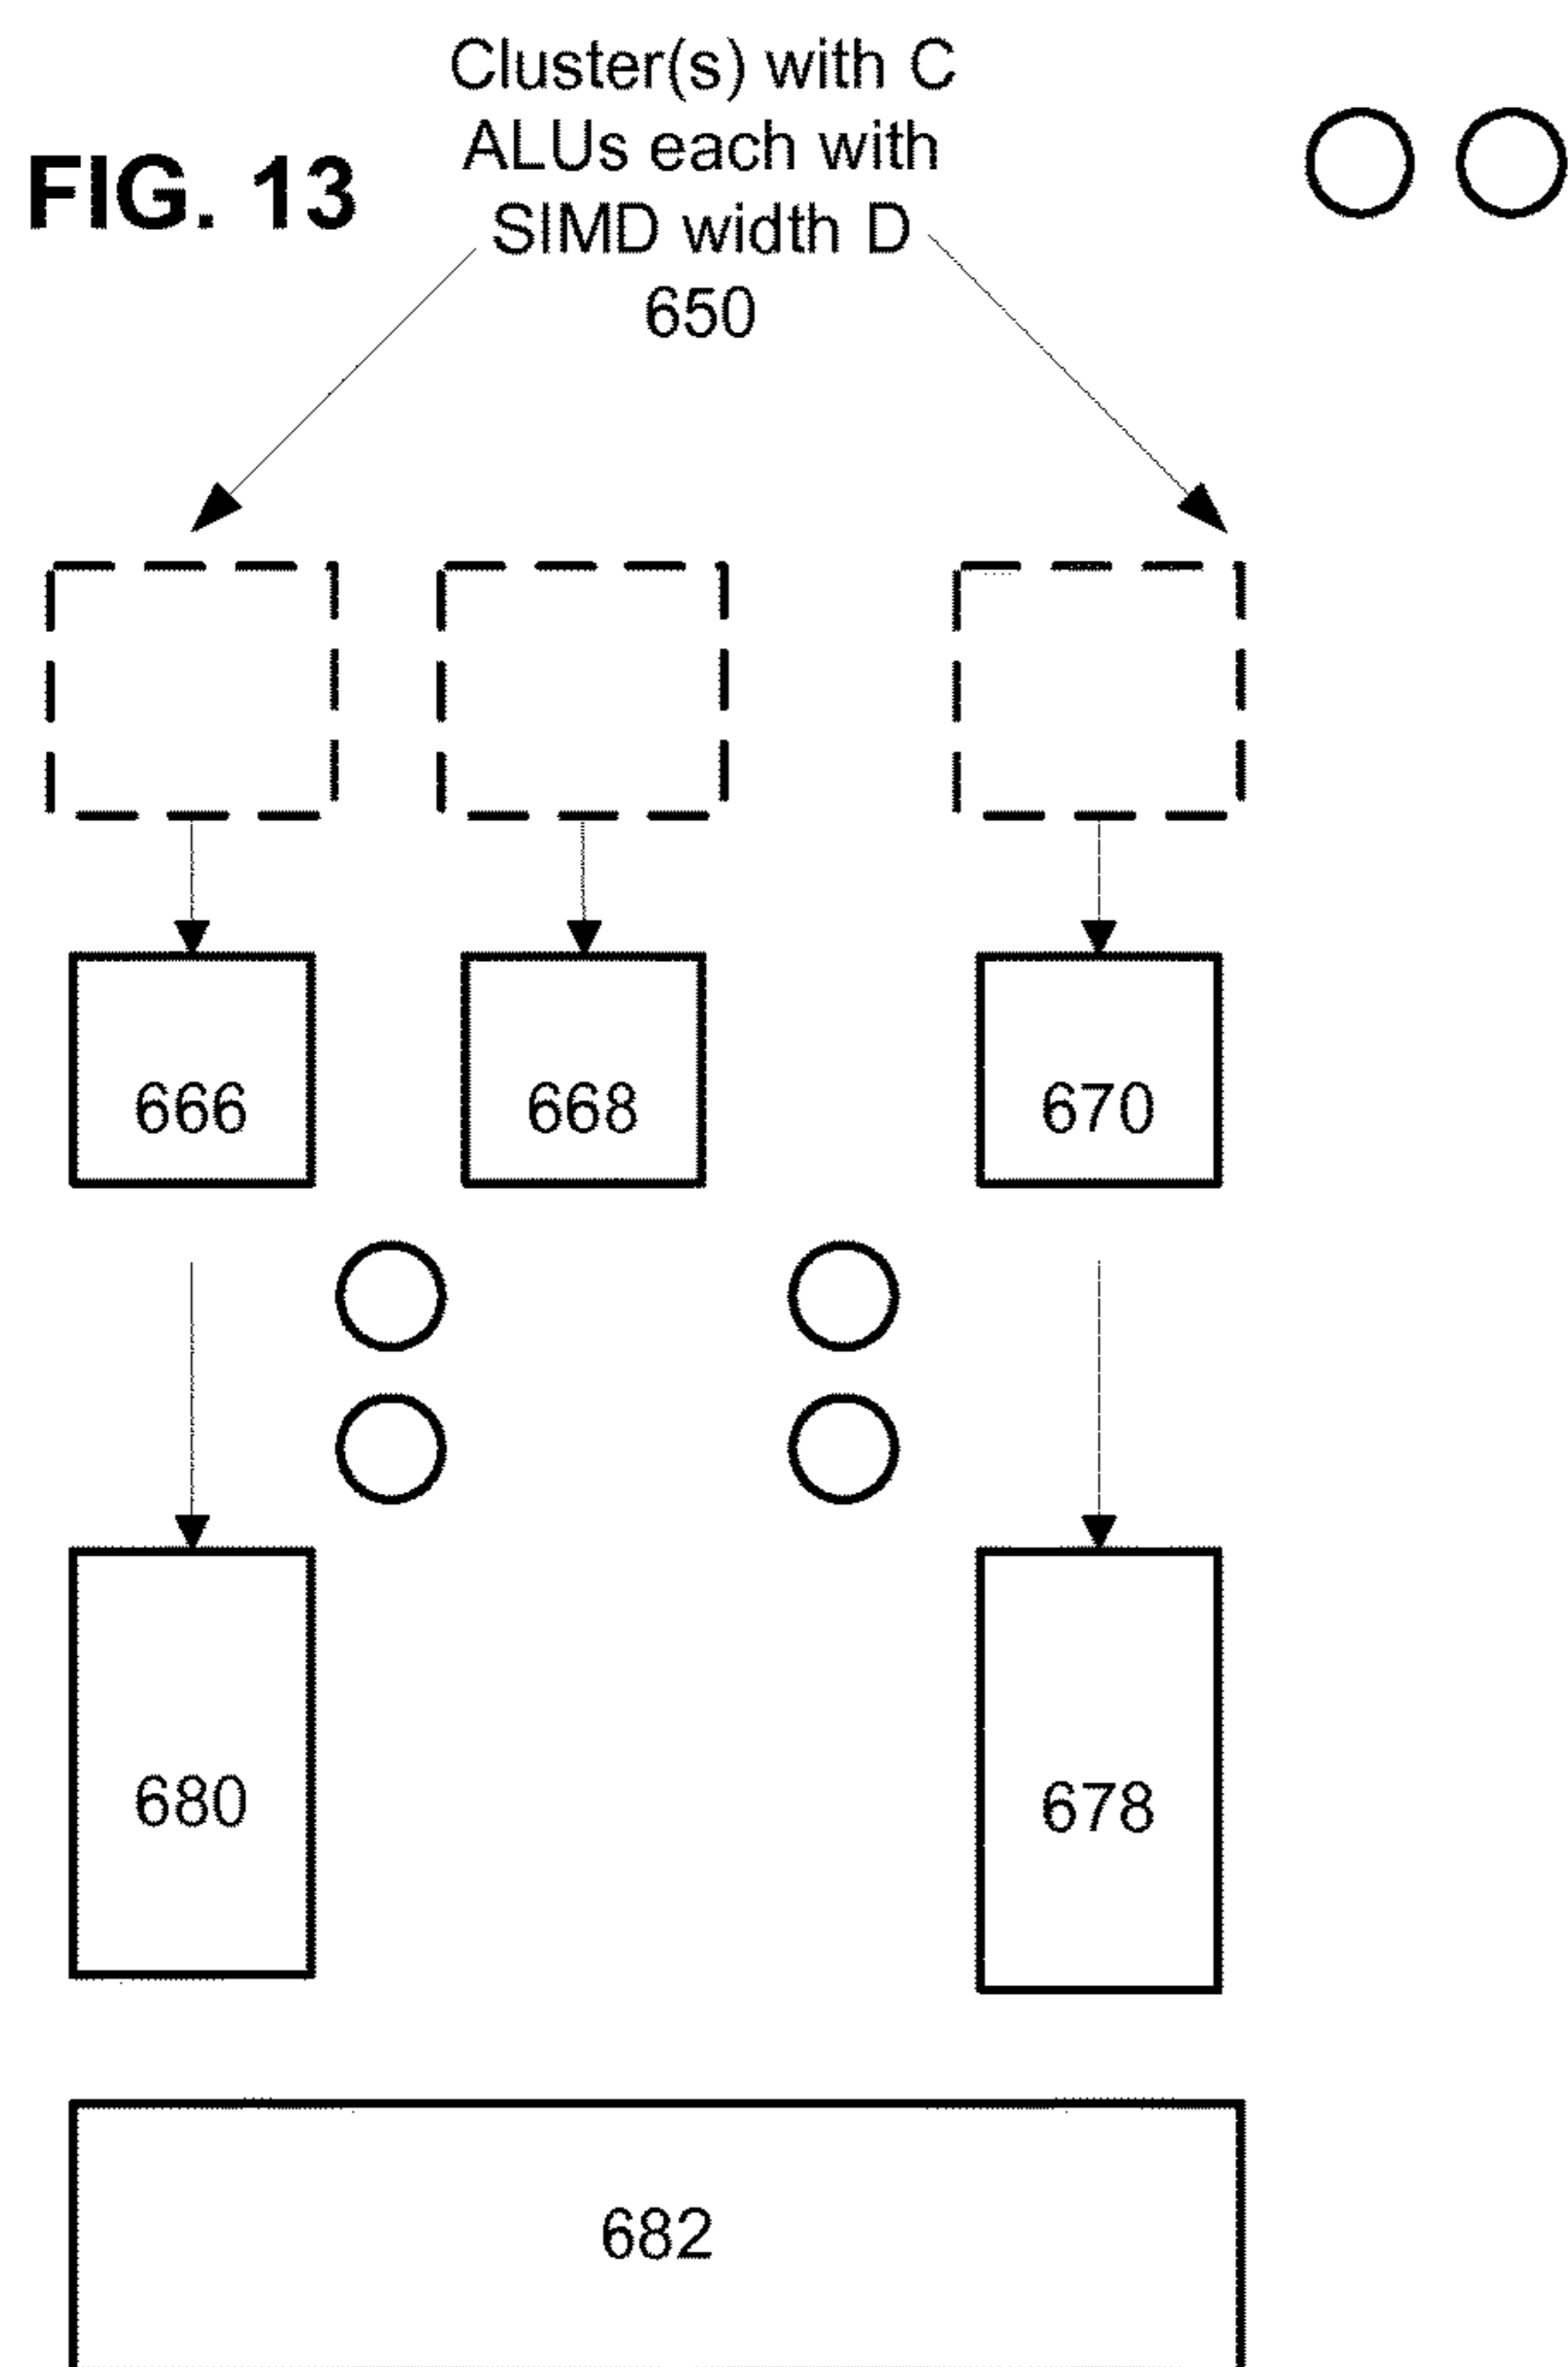 FIG. 13
Cluster(s) with C
ALUs each with
SIMD width D
650
666
668
670
680
678
682